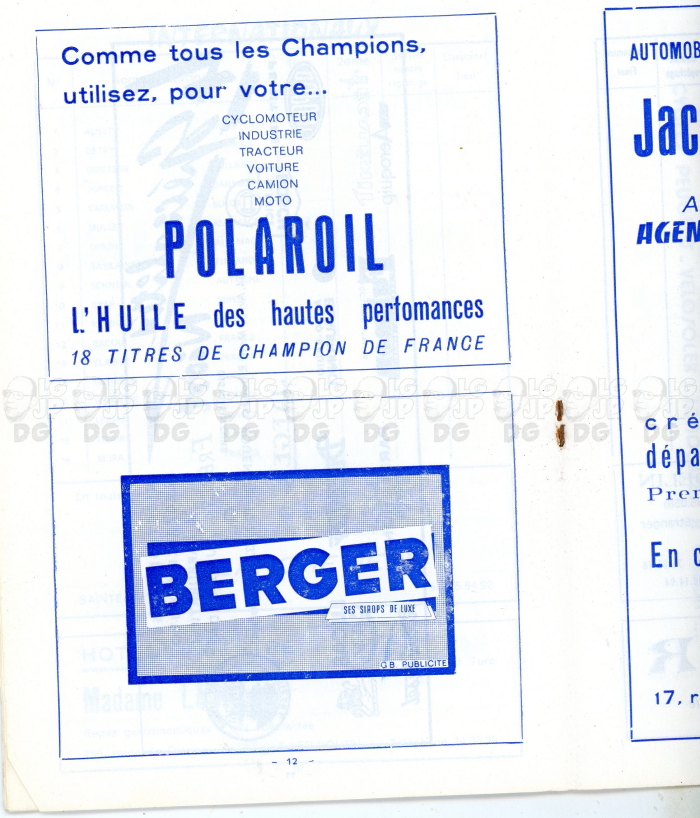 Comme tous les Champions,
utilisez, pour votre...
CYCLOMOTEUR
INDUSTRIE
TRACTEUR
VOITURE
CAMION
MOTO
POLAROIL
L'HUILE des hautes perfomances
18 TITRES DE CHAMPION DE FRANCE
BERGER
SES SIROPS DE LUXE
G.B. PUBLICITE
- 12 -
AUTOMOB
Jac
A
AGEN
cré
dépa
Pren
En c
R
17, r